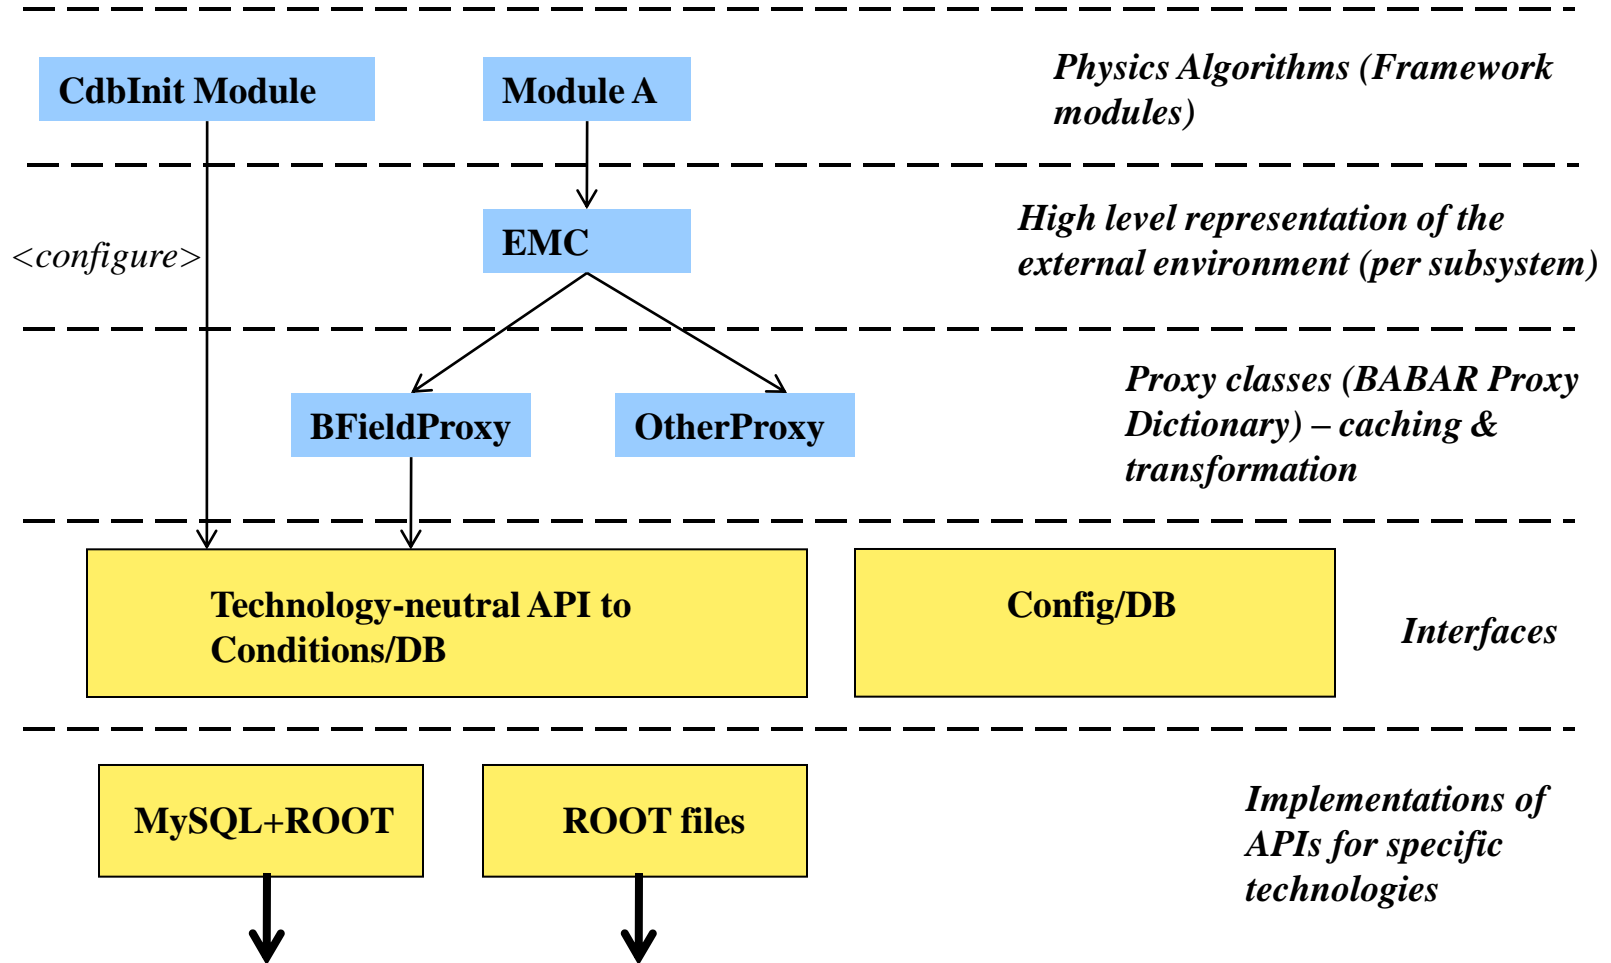 CdbInit Module
Module A
Physics Algorithms (Framework
modules)
<configure>
EMC
High level representation of the
external environment (per subsystem)
BFieldProxy
OtherProxy
Proxy classes (BABAR Proxy
Dictionary) – caching &
transformation
Technology-neutral API to
Conditions/DB
Config/DB
Interfaces
MySQL+ROOT
ROOT files
Implementations of
APIs for specific
technologies